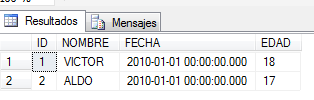 Resultados Mensajes
ID NOMBRE FECHA EDAD
1 1 VICTOR 2010-01-01 00:00:00.000 18
2 2 ALDO 2010-01-01 00:00:00.000 17